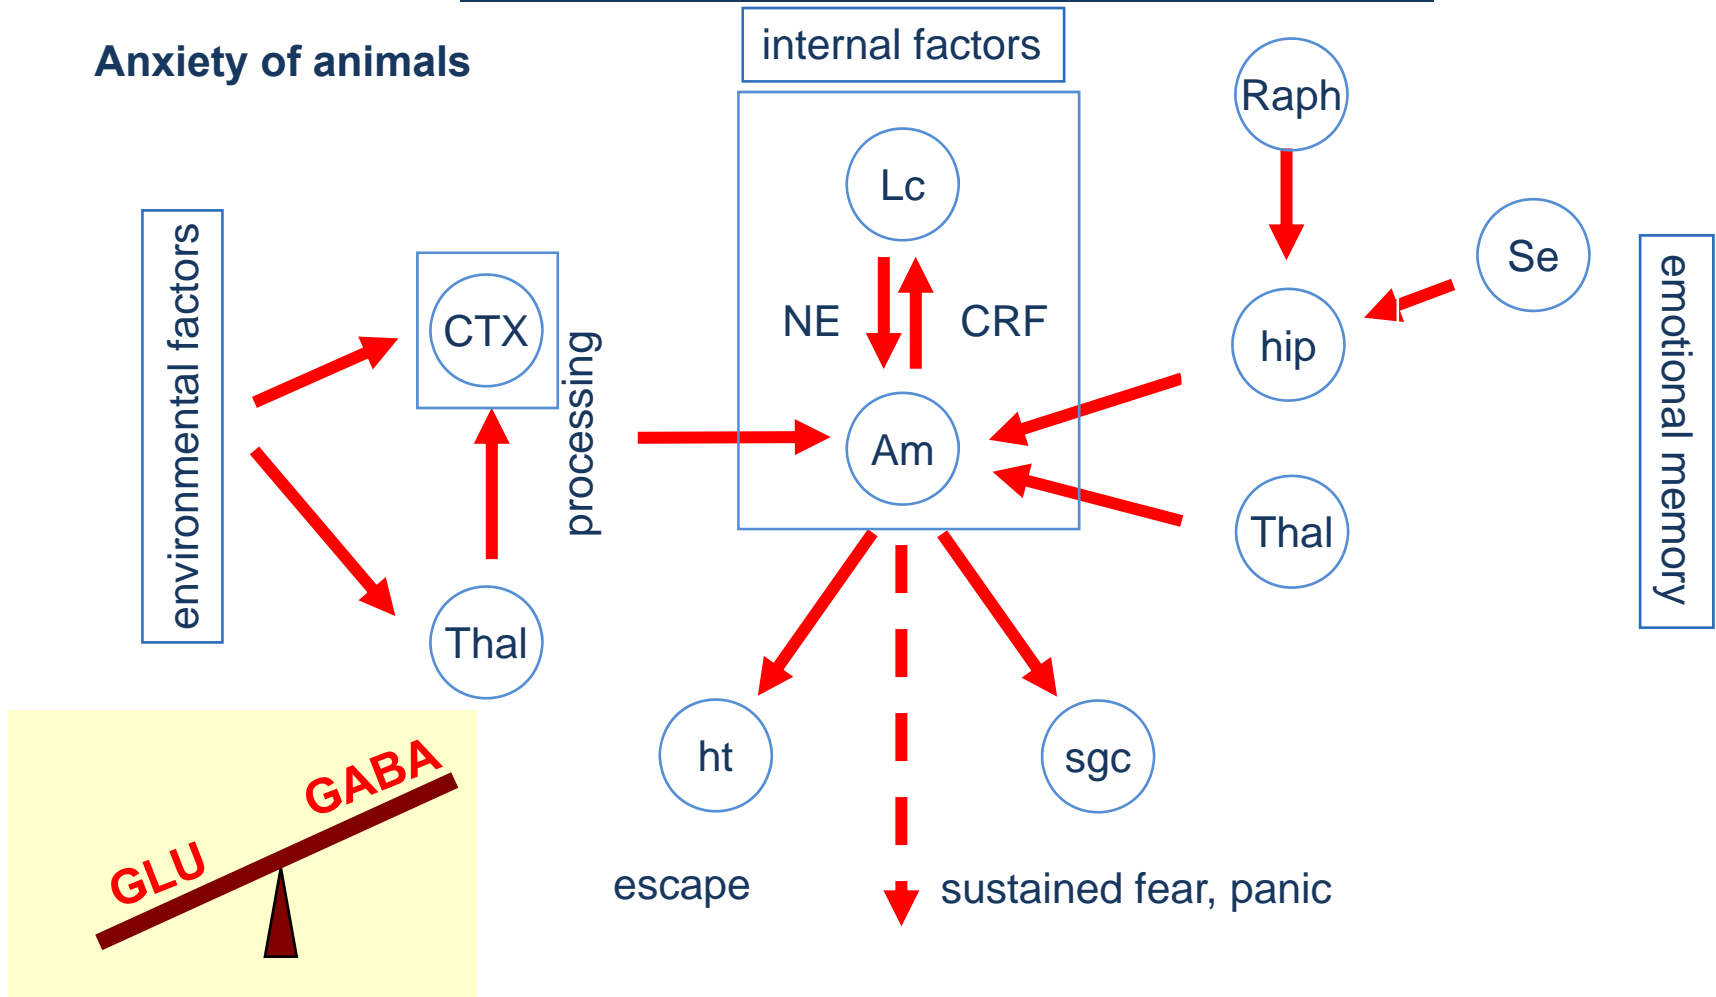 Anxiety of animals
internal factors
Raph
Lc
Se
environmental factors
CTX
processing
NE
CRF
hip
emotional memory
Am
Thal
Thal
ht
sgc
GABA
GLU
escape
sustained fear, panic